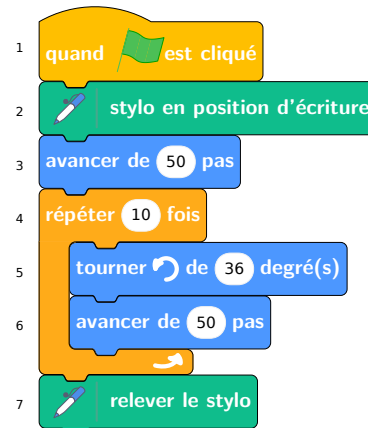 1 quand est cliqué
2 stylo en position d'écriture
3 avancer de 50 pas
4 répéter 10 fois
5 tourner de 36 degré(s)
6 avancer de 50 pas
7 relever le stylo